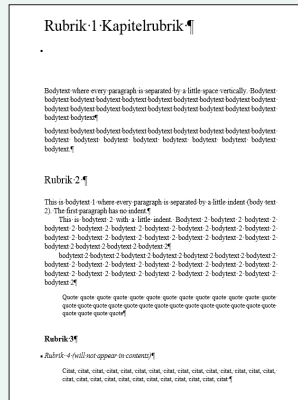 Rubrik·1·Kapitelrubrik·¶
Bodytext·where·every·paragraph·is·separated·by·a·little·space·vertically.·Bodytext·
bodytext·bodytext·bodytext·bodytext·bodytext·bodytext·bodytext·bodytext·bodytext·
bodytext·bodytext·bodytext·bodytext·bodytext·bodytext·bodytext·bodytext·bodytext·
bodytext·bodytext¶
bodytext·bodytext·bodytext·bodytext·bodytext·bodytext·bodytext·bodytext·bodytext·
bodytext·bodytext·bodytext·bodytext·bodytext·bodytext·bodytext·bodytext·
bodytext.¶
Rubrik·2·¶
This·is·bodytext·1·where·every·paragraph·is·separated·by·a·little·indent·(body·text·
2).·The·first·paragraph·has·no·indent.¶
This·is·bodytext·2·with·a·little·indent.·Bodytext·2·bodytext·2·bodytext·2·
bodytext·2·bodytext·2·bodytext·2·bodytext·2·bodytext·2·bodytext·2·bodytext·2·
bodytext·2·bodytext·2·bodytext·2·bodytext·2·bodytext·2·bodytext·2·bodytext·2·
bodytext·2·bodytext·2·bodytext·2·bodytext·2¶
bodytext·2·bodytext·2·bodytext·2·bodytext·2·bodytext·2·bodytext·2·bodytext·2·
bodytext·2·bodytext·2·bodytext·2·bodytext·2·bodytext·2·bodytext·2·bodytext·2·
bodytext·2·bodytext·2·bodytext·2·bodytext·2·bodytext·2·bodytext·2·bodytext·2·
bodytext·2¶
Quote·quote·quote·quote·quote·quote·quote·quote·quote·quote·quote·quote·
quote·quote·quote·quote·quote·quote·quote·quote·quote·quote·quote·quote·
quote·quote·quote·quote¶
Rubrik·3¶
Rubrik·4·(will·not·appear·in·contents)¶
Citat,·citat,·citat,·citat,·citat,·citat,·citat,·citat,·citat,·citat,·citat,·citat,·
citat,·citat,·citat,·citat,·citat,·citat,·citat,·citat,·citat,·citat·¶